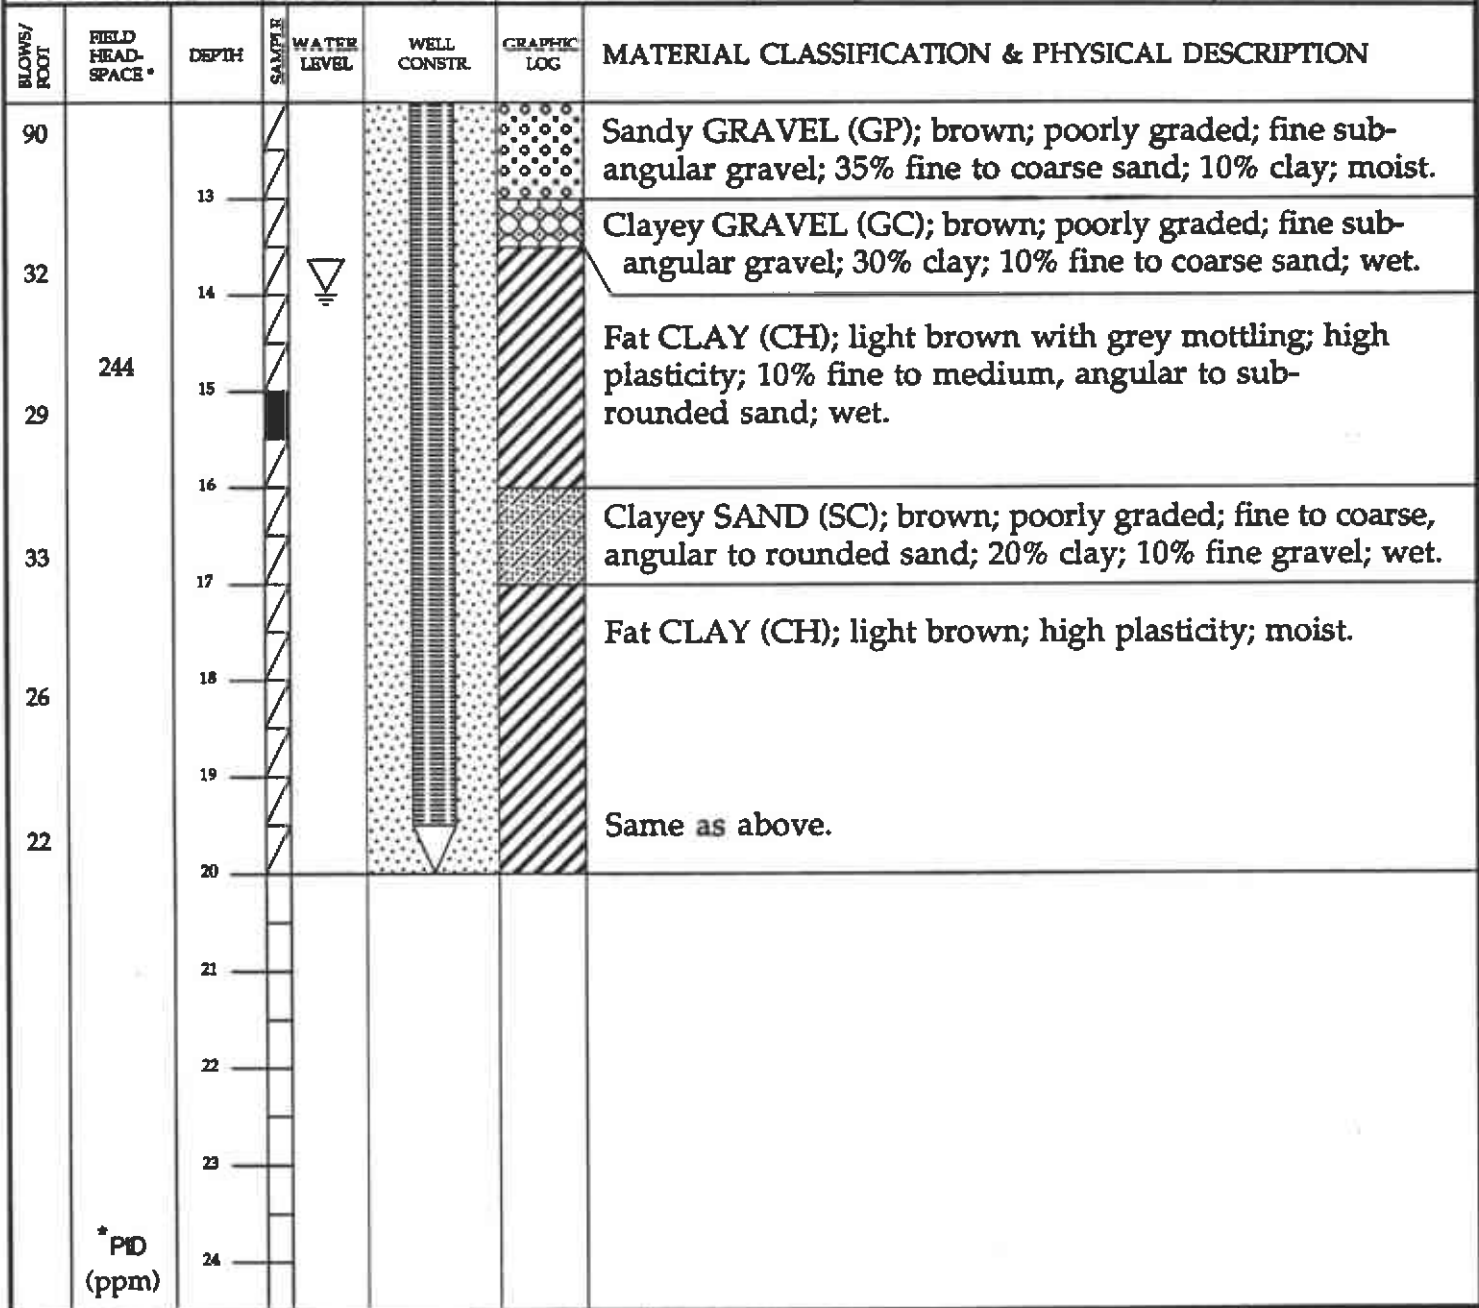 BLOWS/
FOOT
FIELD
HEAD-
SPACE*
DEPTH
SAMPLE
WATER
LEVEL
WELL
CONSTR.
GRAPHIC
LOG
MATERIAL CLASSIFICATION & PHYSICAL DESCRIPTION
90
Sandy GRAVEL (GP); brown; poorly graded; fine sub-
angular gravel; 35% fine to coarse sand; 10% clay; moist.
13
Clayey GRAVEL (GC); brown; poorly graded; fine sub-
angular gravel; 30% clay; 10% fine to coarse sand; wet.
32
14
Fat CLAY (CH); light brown with grey mottling; high
plasticity; 10% fine to medium, angular to sub-
rounded sand; wet.
244
15
29
16
Clayey SAND (SC); brown; poorly graded; fine to coarse,
angular to rounded sand; 20% clay; 10% fine gravel; wet.
33
17
Fat CLAY (CH); light brown; high plasticity; moist.
18
26
19
Same as above.
22
20
21
22
23
*PID
(ppm)
24